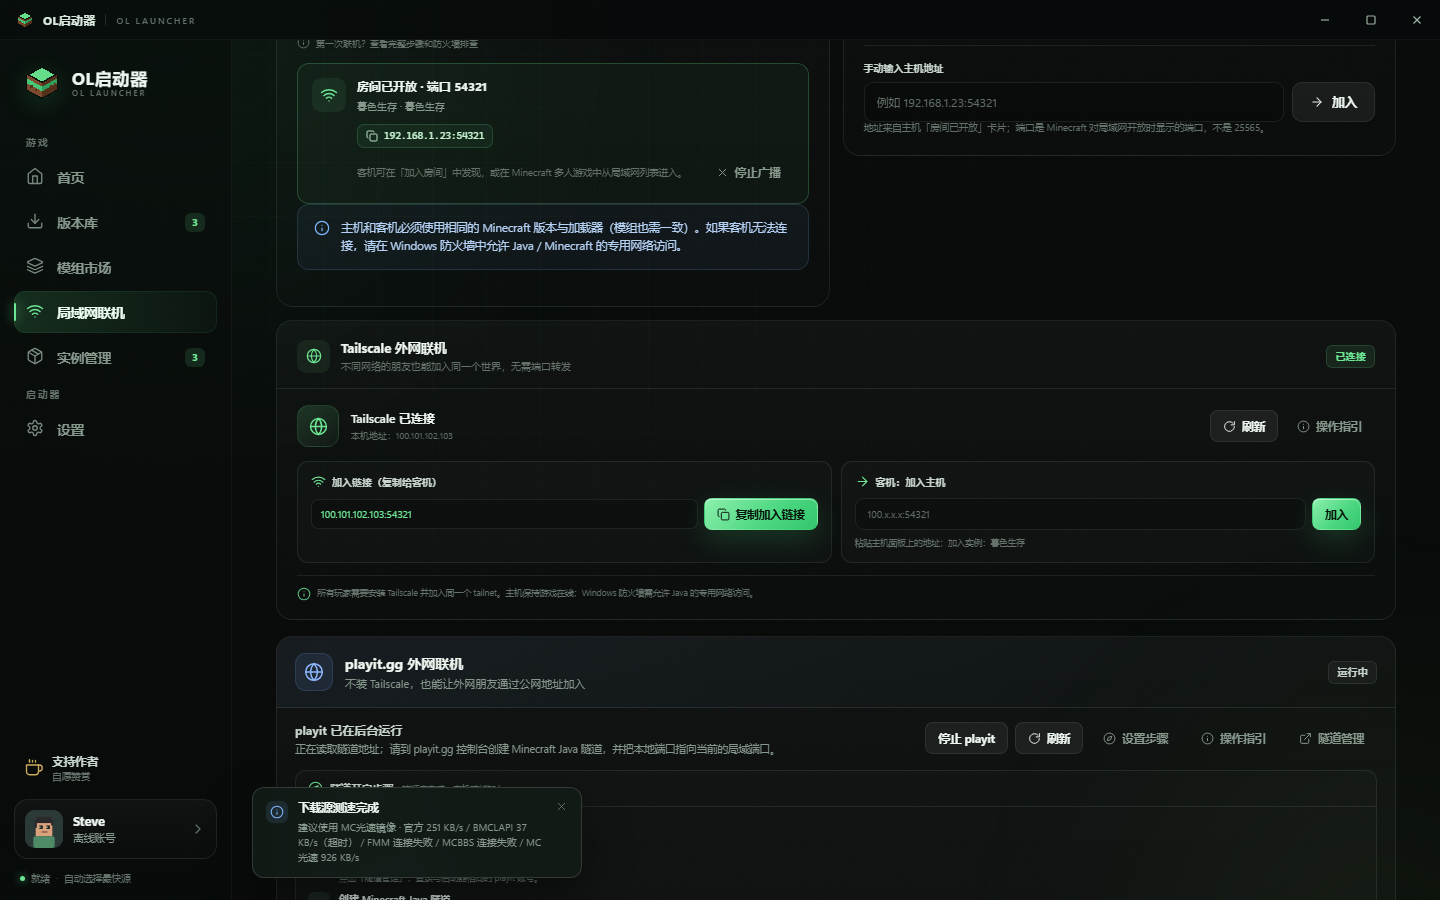 OL启动器
OL LAUNCHER
OL启动器
OL LAUNCHER
游戏
首页
版本库
3
模组市场
局域网联机
实例管理
3
启动器
设置
支持作者
自愿赞赏
Steve
离线账号
就绪 · 自动选择最快源
第一次联机？查看完整步骤和防火墙排查
房间已开放 · 端口 54321
暮色生存 · 暮色生存
192.168.1.23:54321
客机可在「加入房间」中发现，或在 Minecraft 多人游戏中从局域网列表进入。
停止广播
主机和客机必须使用相同的 Minecraft 版本与加载器（模组也需一致）。如果客机无法连
接，请在 Windows 防火墙中允许 Java / Minecraft 的专用网络访问。
手动输入主机地址
例如 192.168.1.23:54321
加入
地址来自主机「房间已开放」卡片；端口是 Minecraft 对局域网开放时显示的端口，不是 25565。
Tailscale 外网联机
不同网络的朋友也能加入同一个世界，无需端口转发
已连接
Tailscale 已连接
本机地址：100.101.102.103
刷新
操作指引
加入链接（复制给客机）
100.101.102.103:54321
复制加入链接
客机：加入主机
100.x.x.x:54321
加入
粘贴主机面板上的地址；加入实例：暮色生存
所有玩家需要安装 Tailscale 并加入同一个 tailnet。主机保持游戏在线；Windows 防火墙需允许 Java 的专用网络访问。
playit.gg 外网联机
不装 Tailscale，也能让外网朋友通过公网地址加入
运行中
playit 已在后台运行
正在读取隧道地址；请到 playit.gg 控制台创建 Minecraft Java 隧道，并把本地端口指向当前的局域端口。
停止 playit
刷新
设置步骤
操作指引
隧道管理
下载源测速完成
建议使用 MC光速镜像 · 官方 251 KB/s / BMCLAPI 37
KB/s（超时） / FMM 连接失败 / MCBBS 连接失败 / MC
光速 926 KB/s
创建 Minecraft Java 隧道